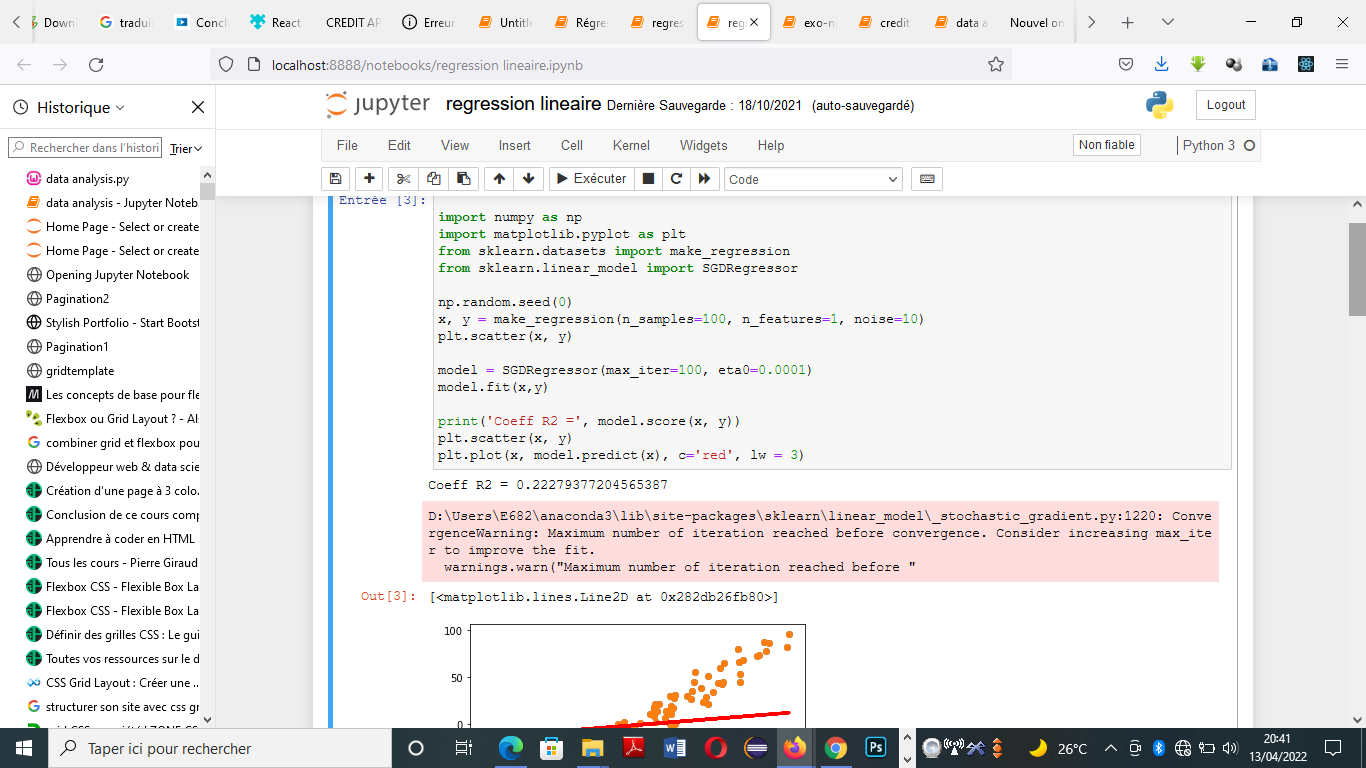 Down
traduir
Concl
React
CREDIT AP
Erreur
Untitle
Régres
regres
reg
exo-n
credit
data a
Nouvel on
localhost:8888/notebooks/regression lineaire.ipynb
Historique
Rechercher dans l'histori
Trier
data analysis.py
data analysis - Jupyter Noteb
Home Page - Select or create
Home Page - Select or create
Opening Jupyter Notebook
Pagination2
Stylish Portfolio - Start Bootst
Pagination1
gridtemplate
Les concepts de base pour fle
Flexbox ou Grid Layout ? - Al
combiner grid et flexbox pou
Développeur web & data scie
Création d'une page à 3 colo.
Conclusion de ce cours comp
Apprendre à coder en HTML
Tous les cours - Pierre Giraud
Flexbox CSS - Flexible Box La
Flexbox CSS - Flexible Box La
Définir des grilles CSS : Le gui
Toutes vos ressources sur le d
CSS Grid Layout : Créer une ..
structurer son site avec css gr
jupyter
regression lineaire Dernière Sauvegarde : 18/10/2021 (auto-sauvegardé)
Logout
File Edit View Insert Cell Kernel Widgets Help
Non fiable
Python 3
Exécuter
Code
Entrée [3]:
import numpy as np
import matplotlib.pyplot as plt
from sklearn.datasets import make_regression
from sklearn.linear_model import SGDRegressor
np.random.seed(0)
x, y = make_regression(n_samples=100, n_features=1, noise=10)
plt.scatter(x, y)
model = SGDRegressor(max_iter=100, eta0=0.0001)
model.fit(x,y)
print('Coeff R2 =', model.score(x, y))
plt.scatter(x, y)
plt.plot(x, model.predict(x), c='red', lw = 3)
Coeff R2 = 0.22279377204565387
D:\Users\E682\anaconda3\lib\site-packages\sklearn\linear_model\_stochastic_gradient.py:1220: Conve
rgenceWarning: Maximum number of iteration reached before convergence. Consider increasing max_ite
r to improve the fit.
warnings.warn("Maximum number of iteration reached before "
Out[3]:
[<matplotlib.lines.Line2D at 0x282db26fb80>]
100
50
0
Taper ici pour rechercher
26°C
20:41
13/04/2022